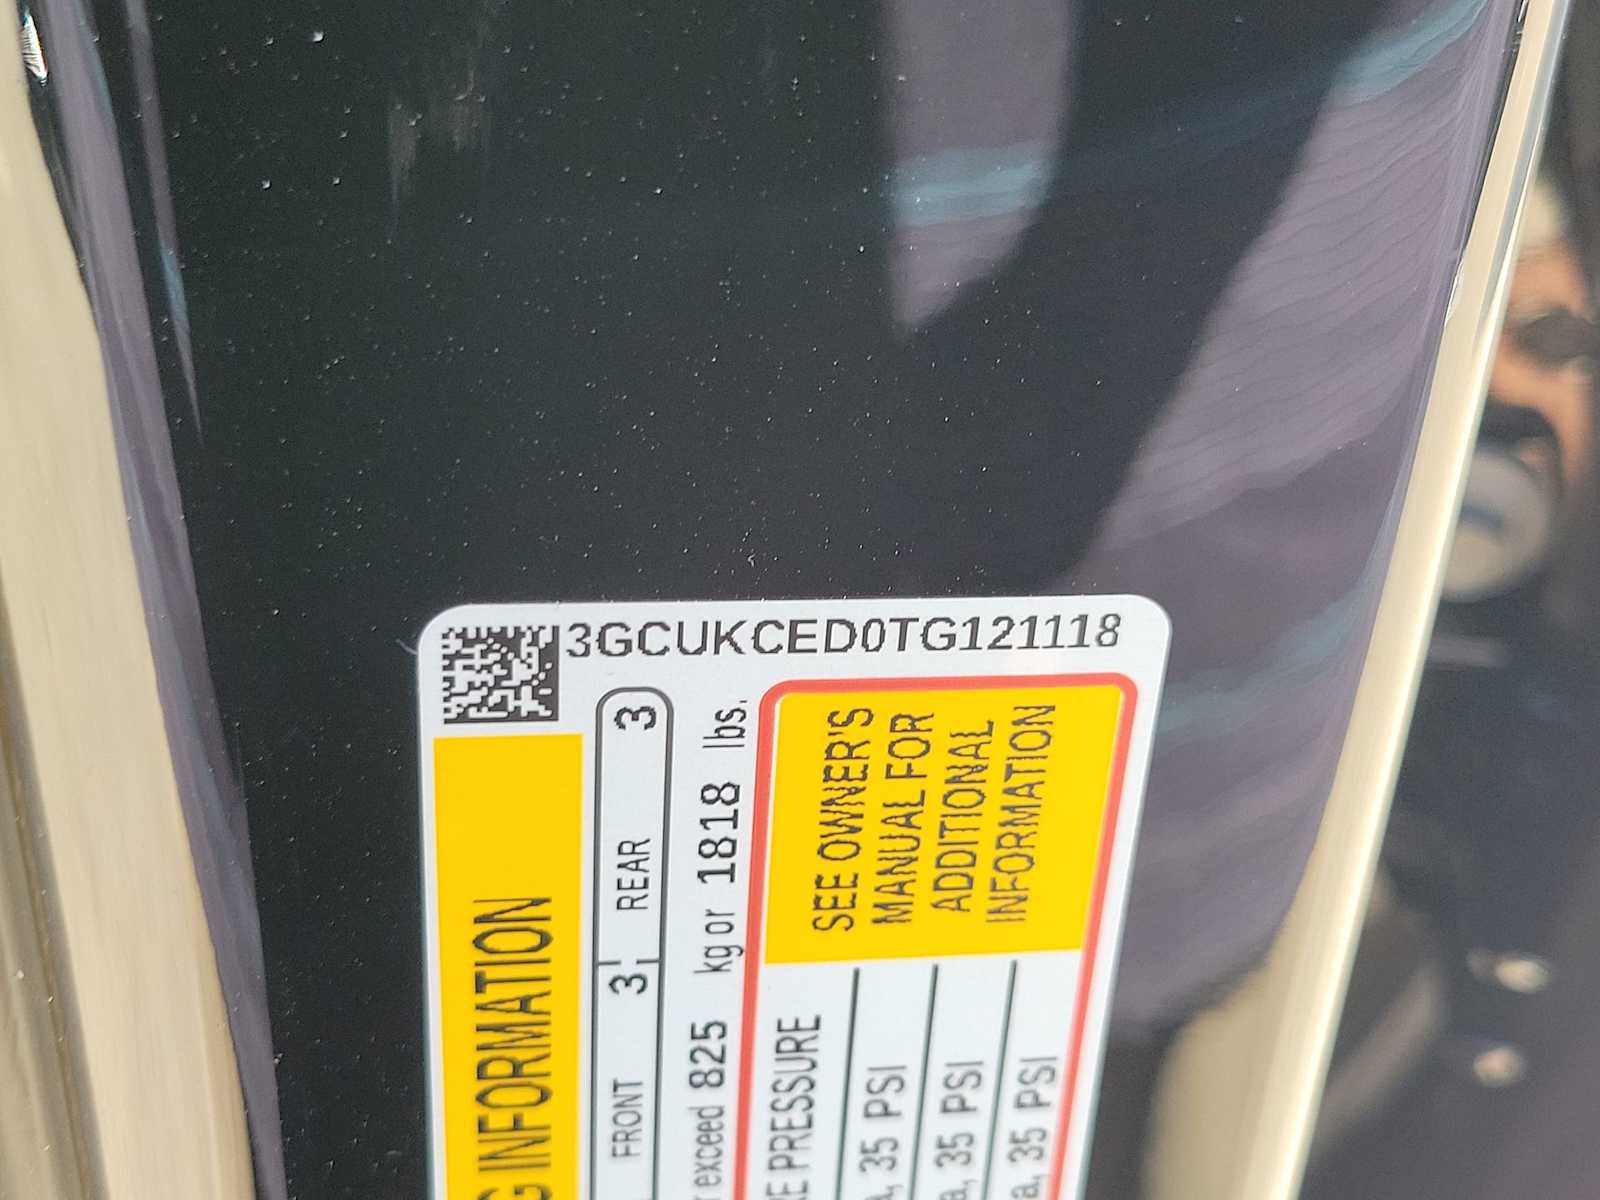 3GCUKCED0TG121118
G INFORMATION
FRONT 3 REAR 3
exceed 825 kg or 1818 lbs.
PRESSURE
35 PSI
35 PSI
35 PSI
SEE OWNER'S
MANUAL FOR
ADDITIONAL
INFORMATION